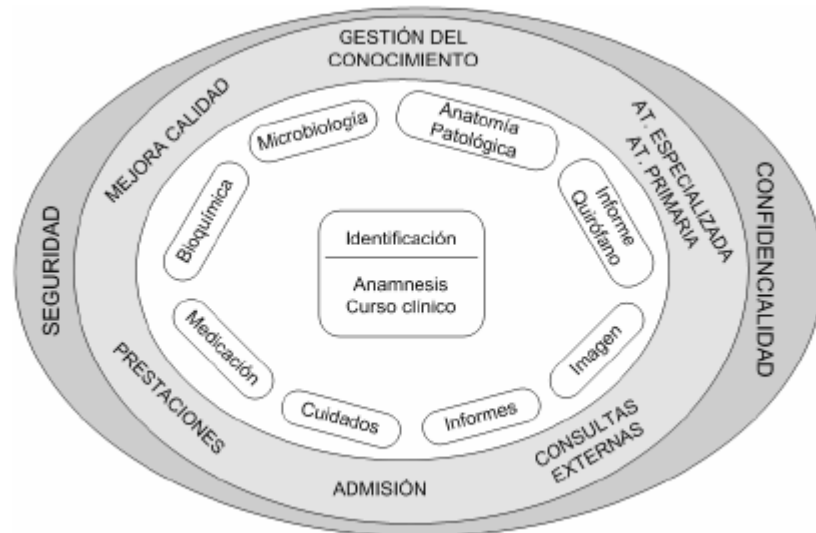 GESTIÓN DEL
CONOCIMIENTO
MEJORA CALIDAD
AT. ESPECIALIZADA
AT. PRIMARIA
SEGURIDAD
CONFIDENCIALIDAD
Microbiología
Anatomía
Patológica
Bioquímica
Informe
Quirófano
Identificación
Anamnesis
Curso clínico
Medicación
Imagen
Cuidados
Informes
PRESTACIONES
CONSULTAS
EXTERNAS
ADMISIÓN